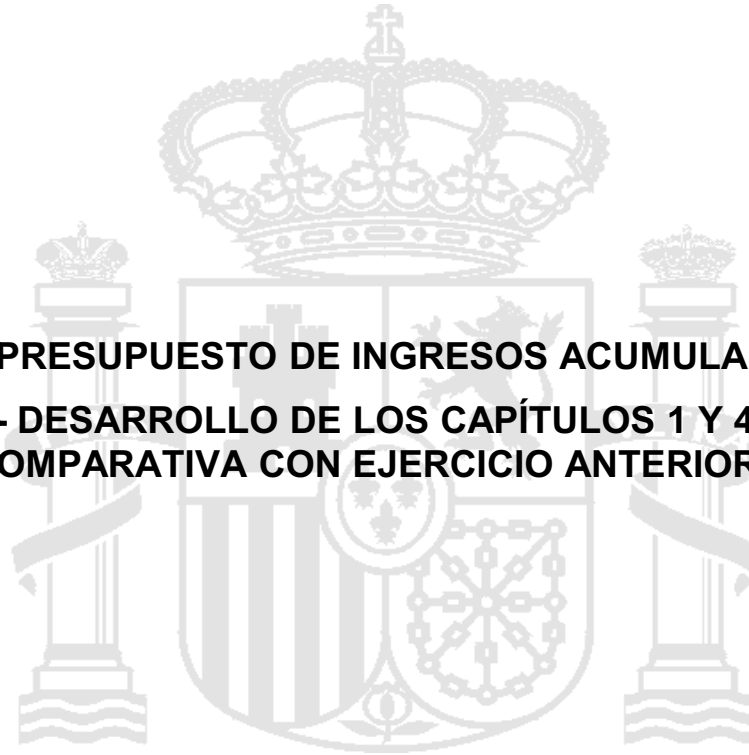 PRESUPUESTO DE INGRESOS ACUMULA
- DESARROLLO DE LOS CAPÍTULOS 1 Y 4
OMPARATIVA CON EJERCICIO ANTERIOR